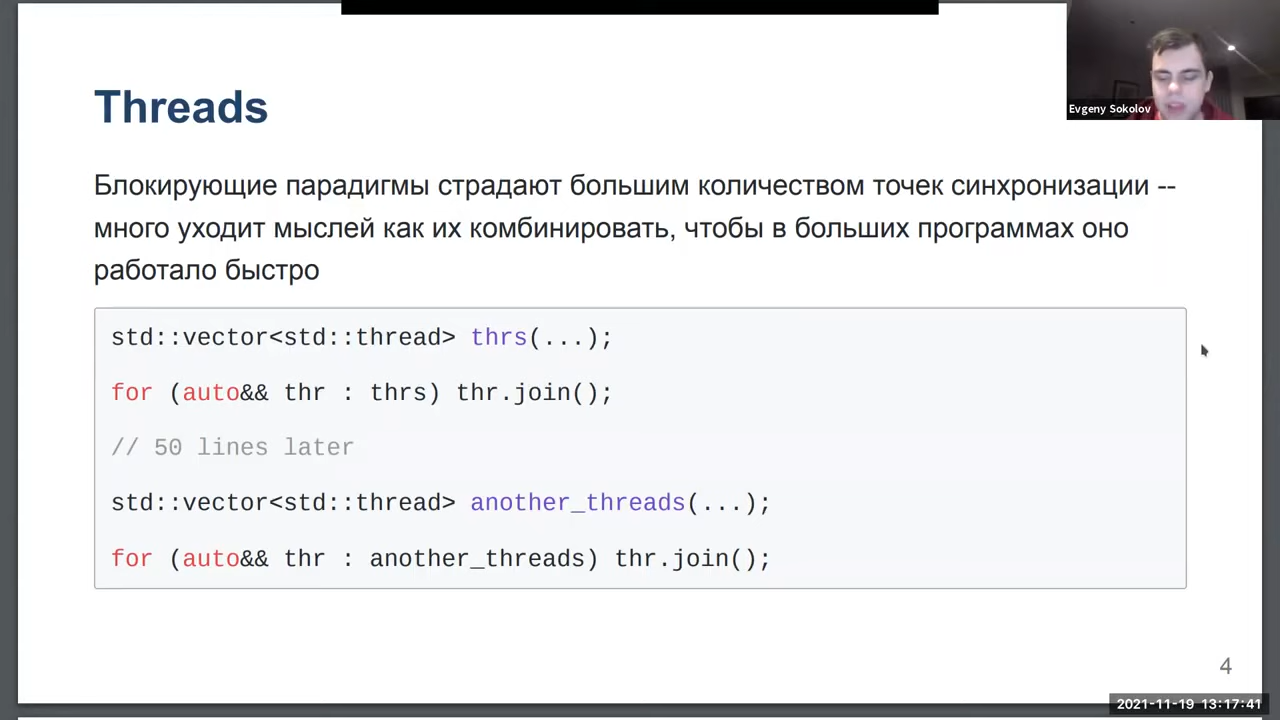 Threads
Evgeny Sokolov
Блокирующие парадигмы страдают большим количеством точек синхронизации --
много уходит мыслей как их комбинировать, чтобы в больших программах оно
работало быстро
std::vector<std::thread> thrs(...);
for (auto&& thr : thrs) thr.join();
// 50 lines later
std::vector<std::thread> another_threads(...);
for (auto&& thr : another_threads) thr.join();
4
2021-11-19 13:17:41